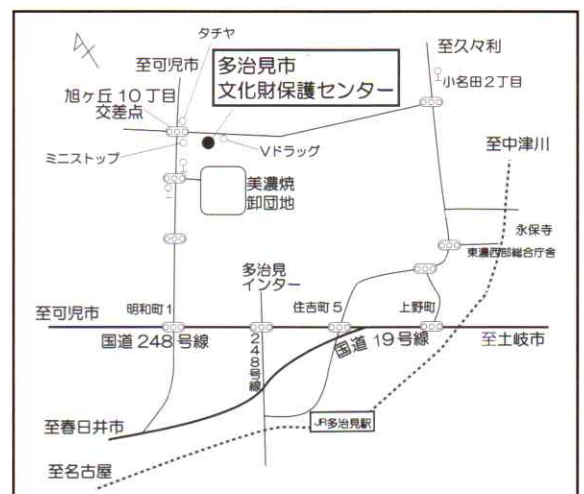 タチヤ
至可児市
多治見市
文化財保護センター
至久々利
小名田2丁目
旭ヶ丘10丁目
交差点
ミニストップ
Vドラッグ
至中津川
美濃焼
卸団地
永保寺
東濃西部総合庁舎
多治見
インター
明和町1
住吉町5
上野町
至可児市
国道248号線
248号線
国道19号線
至土岐市
至春日井市
JR多治見駅
至名古屋